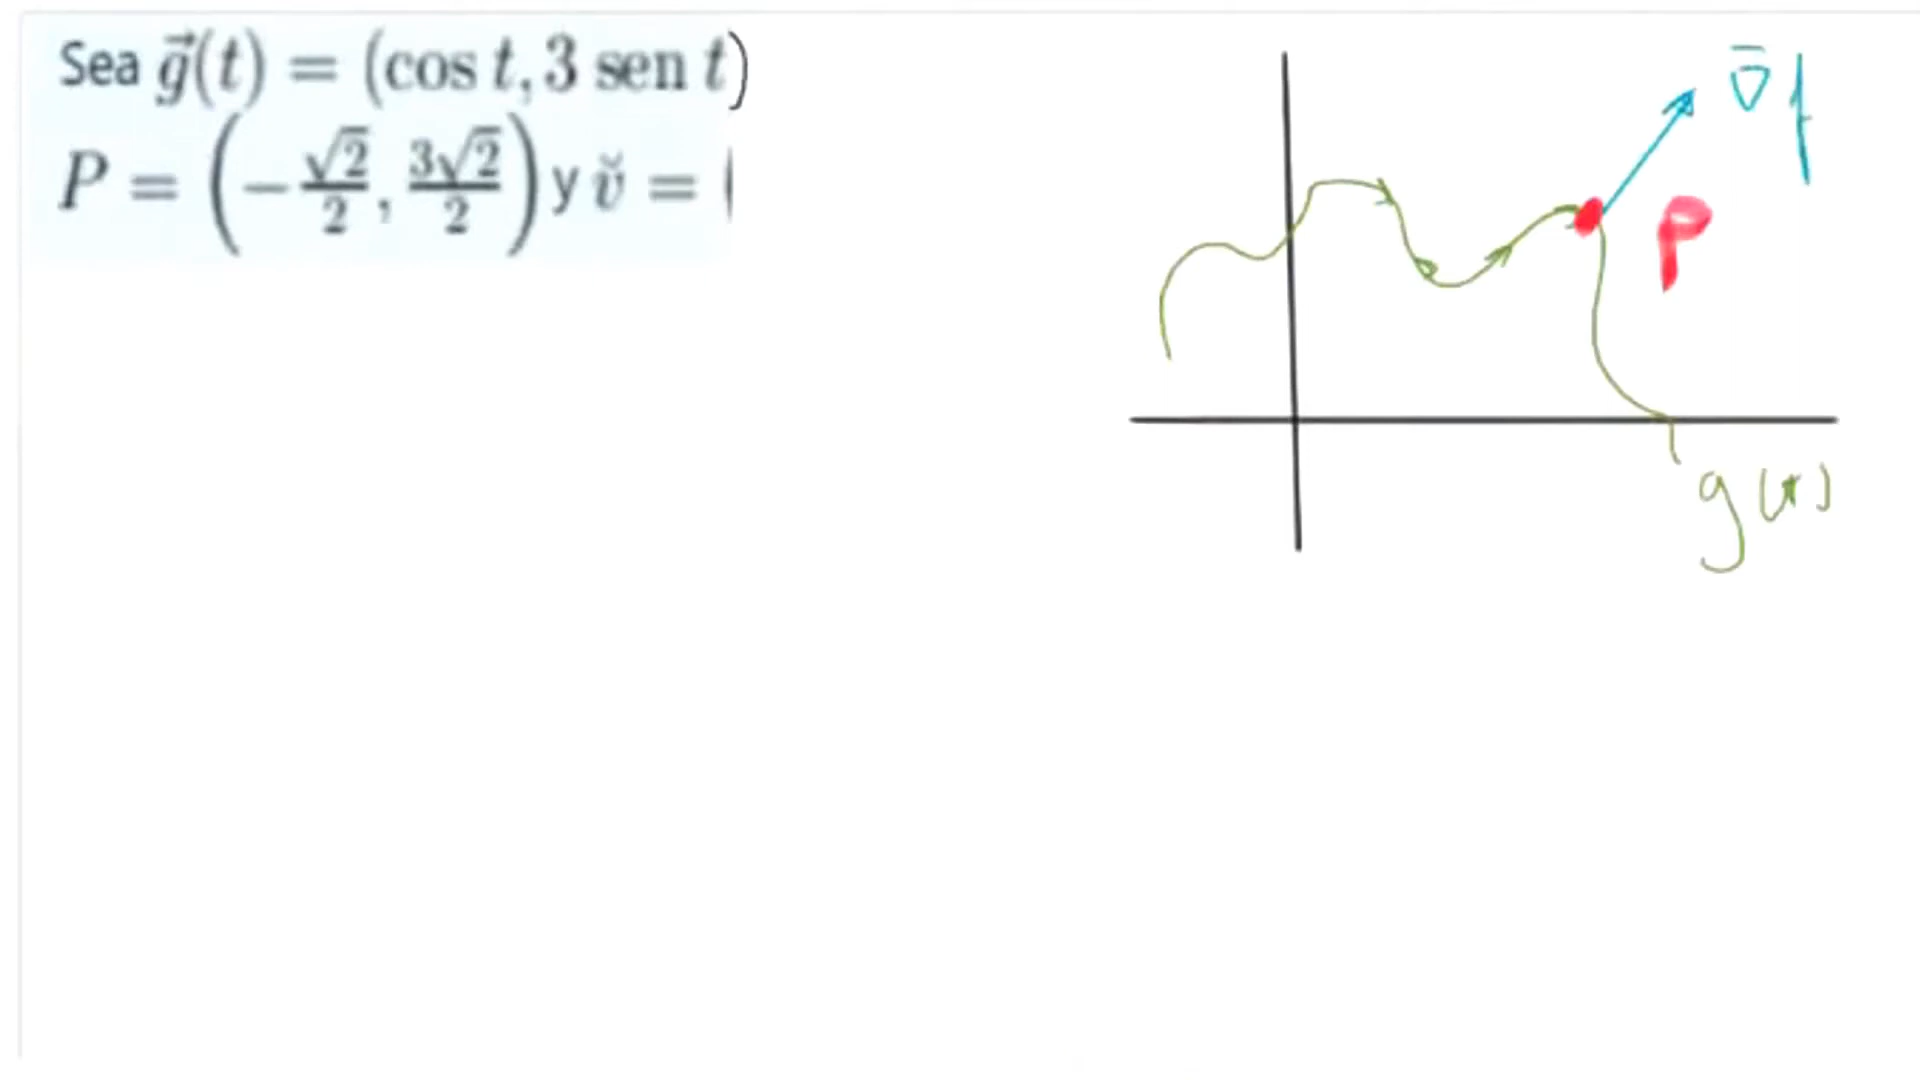 Sea g⃗(t) = (cos t, 3 sen t)
P = (-√2/2, 3√2/2) y v̆ = (
∇̄ f
P
g(t)